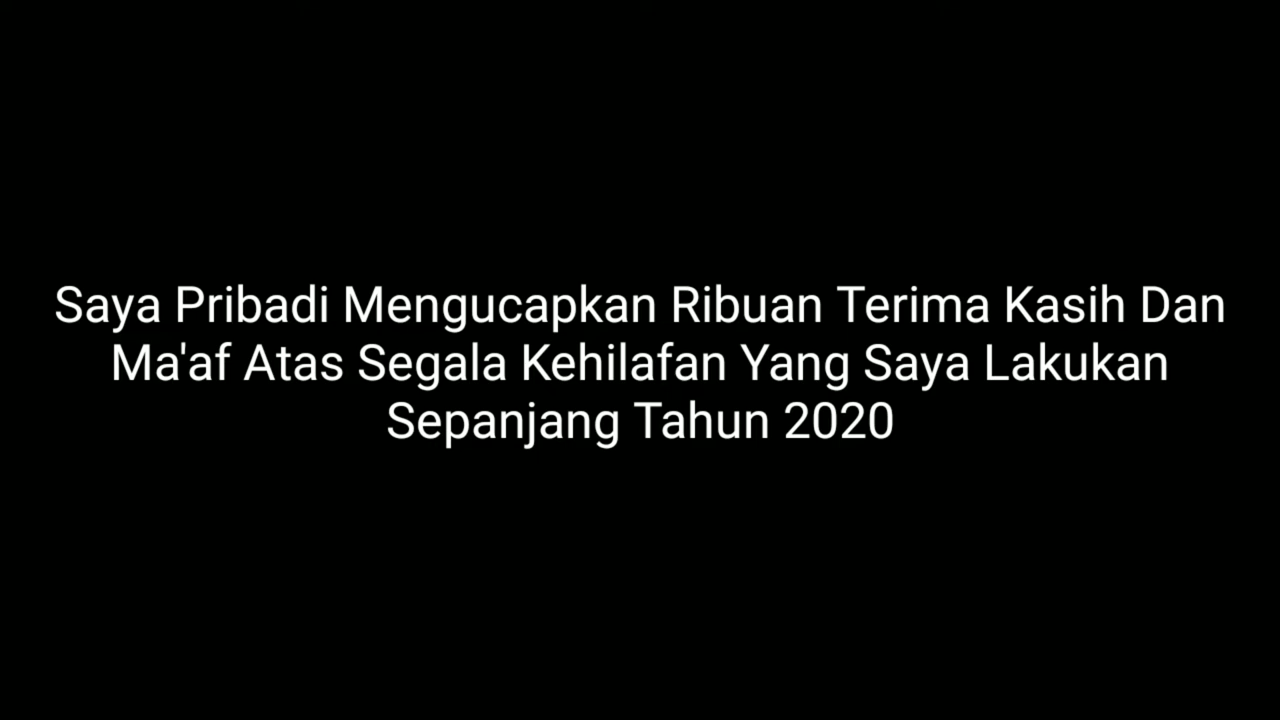 Saya Pribadi Mengucapkan Ribuan Terima Kasih Dan
Ma'af Atas Segala Kehilafan Yang Saya Lakukan
Sepanjang Tahun 2020